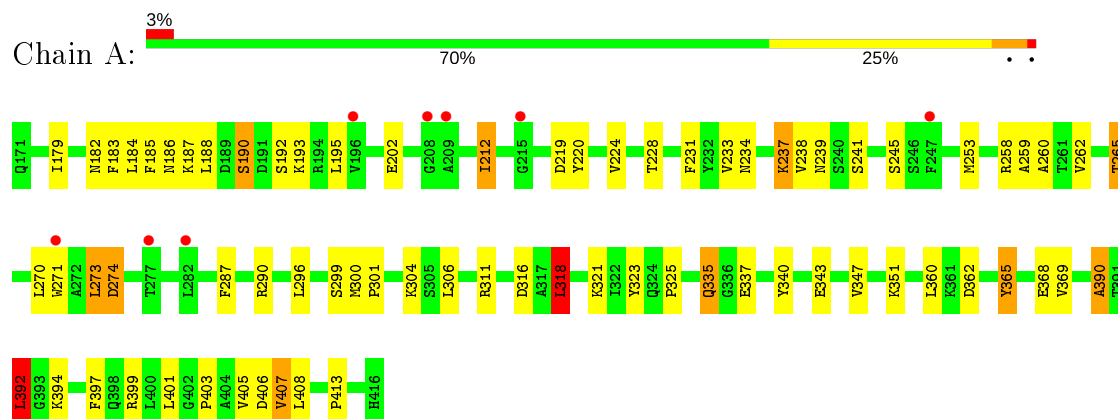 3%
Chain A:
70% 25% . .
Q171 I179 N182 F183 L184 F185 N186 K187 L188 D189 S190 D191 S192 K193 R194 L195 V196 E202 G208 A209 I212 G215 D219 Y220 V224 T228 F231 Y232 V233 N234 K237 V238 N239 S240 S241 S245 S246 F247 M253 R258 A259 A260 T261 V262 T265
L270 W271 A272 L273 D274 T277 L282 F287 R290 L296 S299 M300 P301 K304 S305 L306 R311 D316 A317 L318 K321 I322 Y323 Q324 P325 Q335 G336 E337 Y340 E343 V347 K351 L360 K361 D362 Y365 E368 V369 A390 T391
L392 G393 K394 F397 Q398 R399 L400 L401 G402 P403 A404 V405 D406 V407 L408 P413 H416